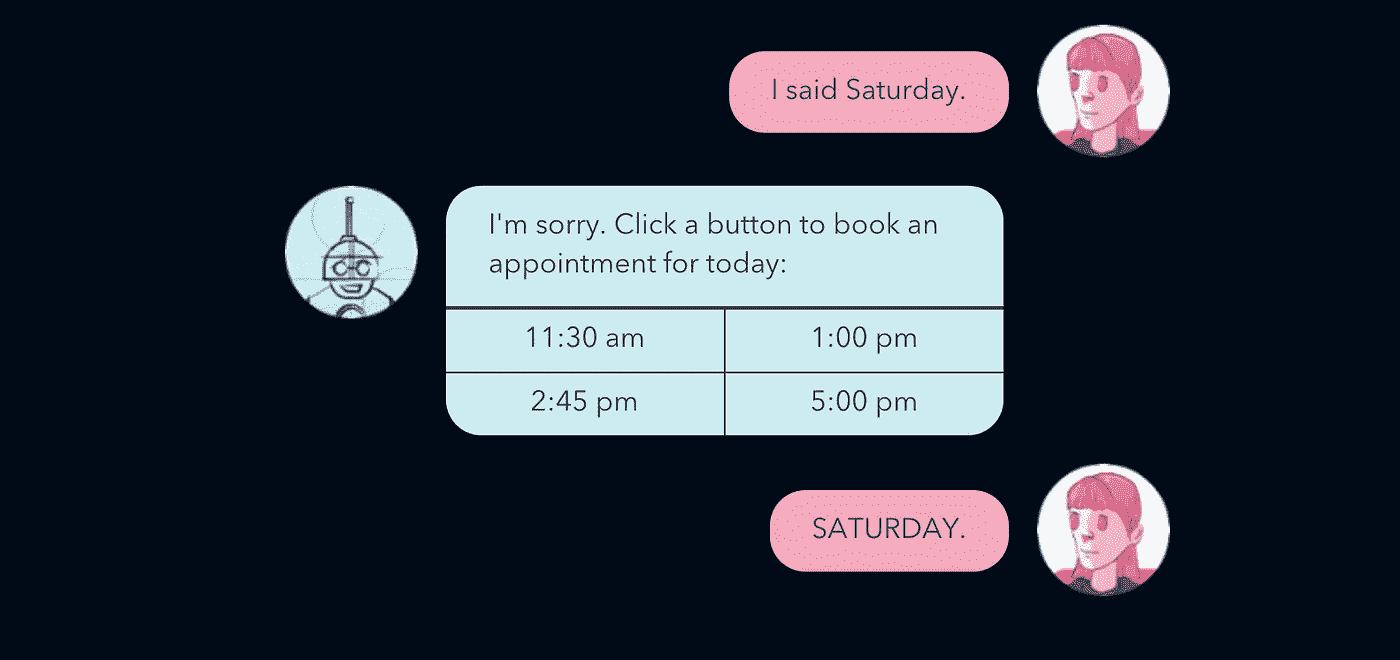 I said Saturday.
I'm sorry. Click a button to book an
appointment for today:
11:30 am
1:00 pm
2:45 pm
5:00 pm
SATURDAY.